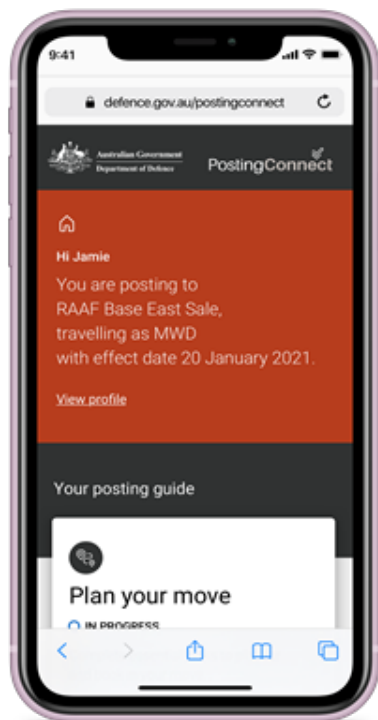 9:41
defence.gov.au/postingconnect
Australian Government
Department of Defence
PostingConnect
Hi Jamie
You are posting to
RAAF Base East Sale,
travelling as MWD
with effect date 20 January 2021.
View profile
Your posting guide
Plan your move
IN PROGRESS